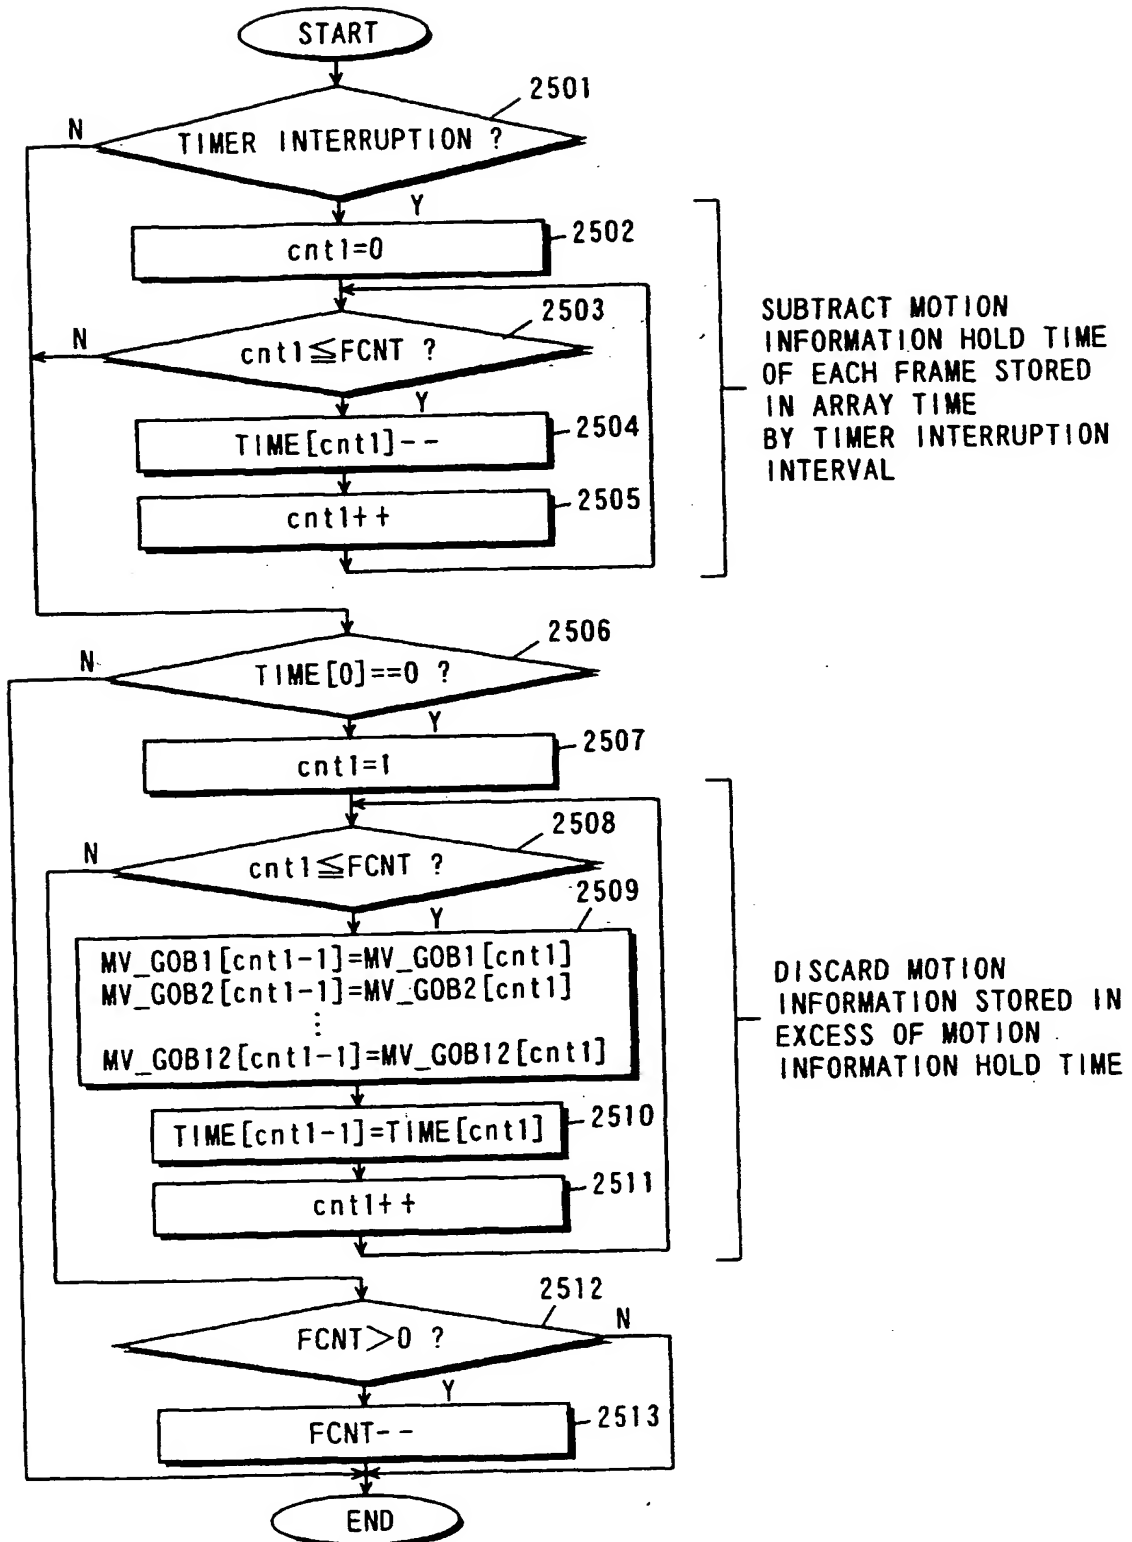 START
2501
N
TIMER INTERRUPTION ?
Y
2502
cnt1=0
2503
N
cnt1≦FCNT ?
Y
2504
TIME[cnt1]--
2505
cnt1++
SUBTRACT MOTION
INFORMATION HOLD TIME
OF EACH FRAME STORED
IN ARRAY TIME
BY TIMER INTERRUPTION
INTERVAL
2506
N
TIME[0]==0 ?
Y
2507
cnt1=1
2508
N
cnt1≦FCNT ?
Y
2509
MV_GOB1[cnt1-1]=MV_GOB1[cnt1]
MV_GOB2[cnt1-1]=MV_GOB2[cnt1]
⋮
MV_GOB12[cnt1-1]=MV_GOB12[cnt1]
2510
TIME[cnt1-1]=TIME[cnt1]
2511
cnt1++
DISCARD MOTION
INFORMATION STORED IN
EXCESS OF MOTION
INFORMATION HOLD TIME
2512
N
FCNT>0 ?
Y
2513
FCNT--
END